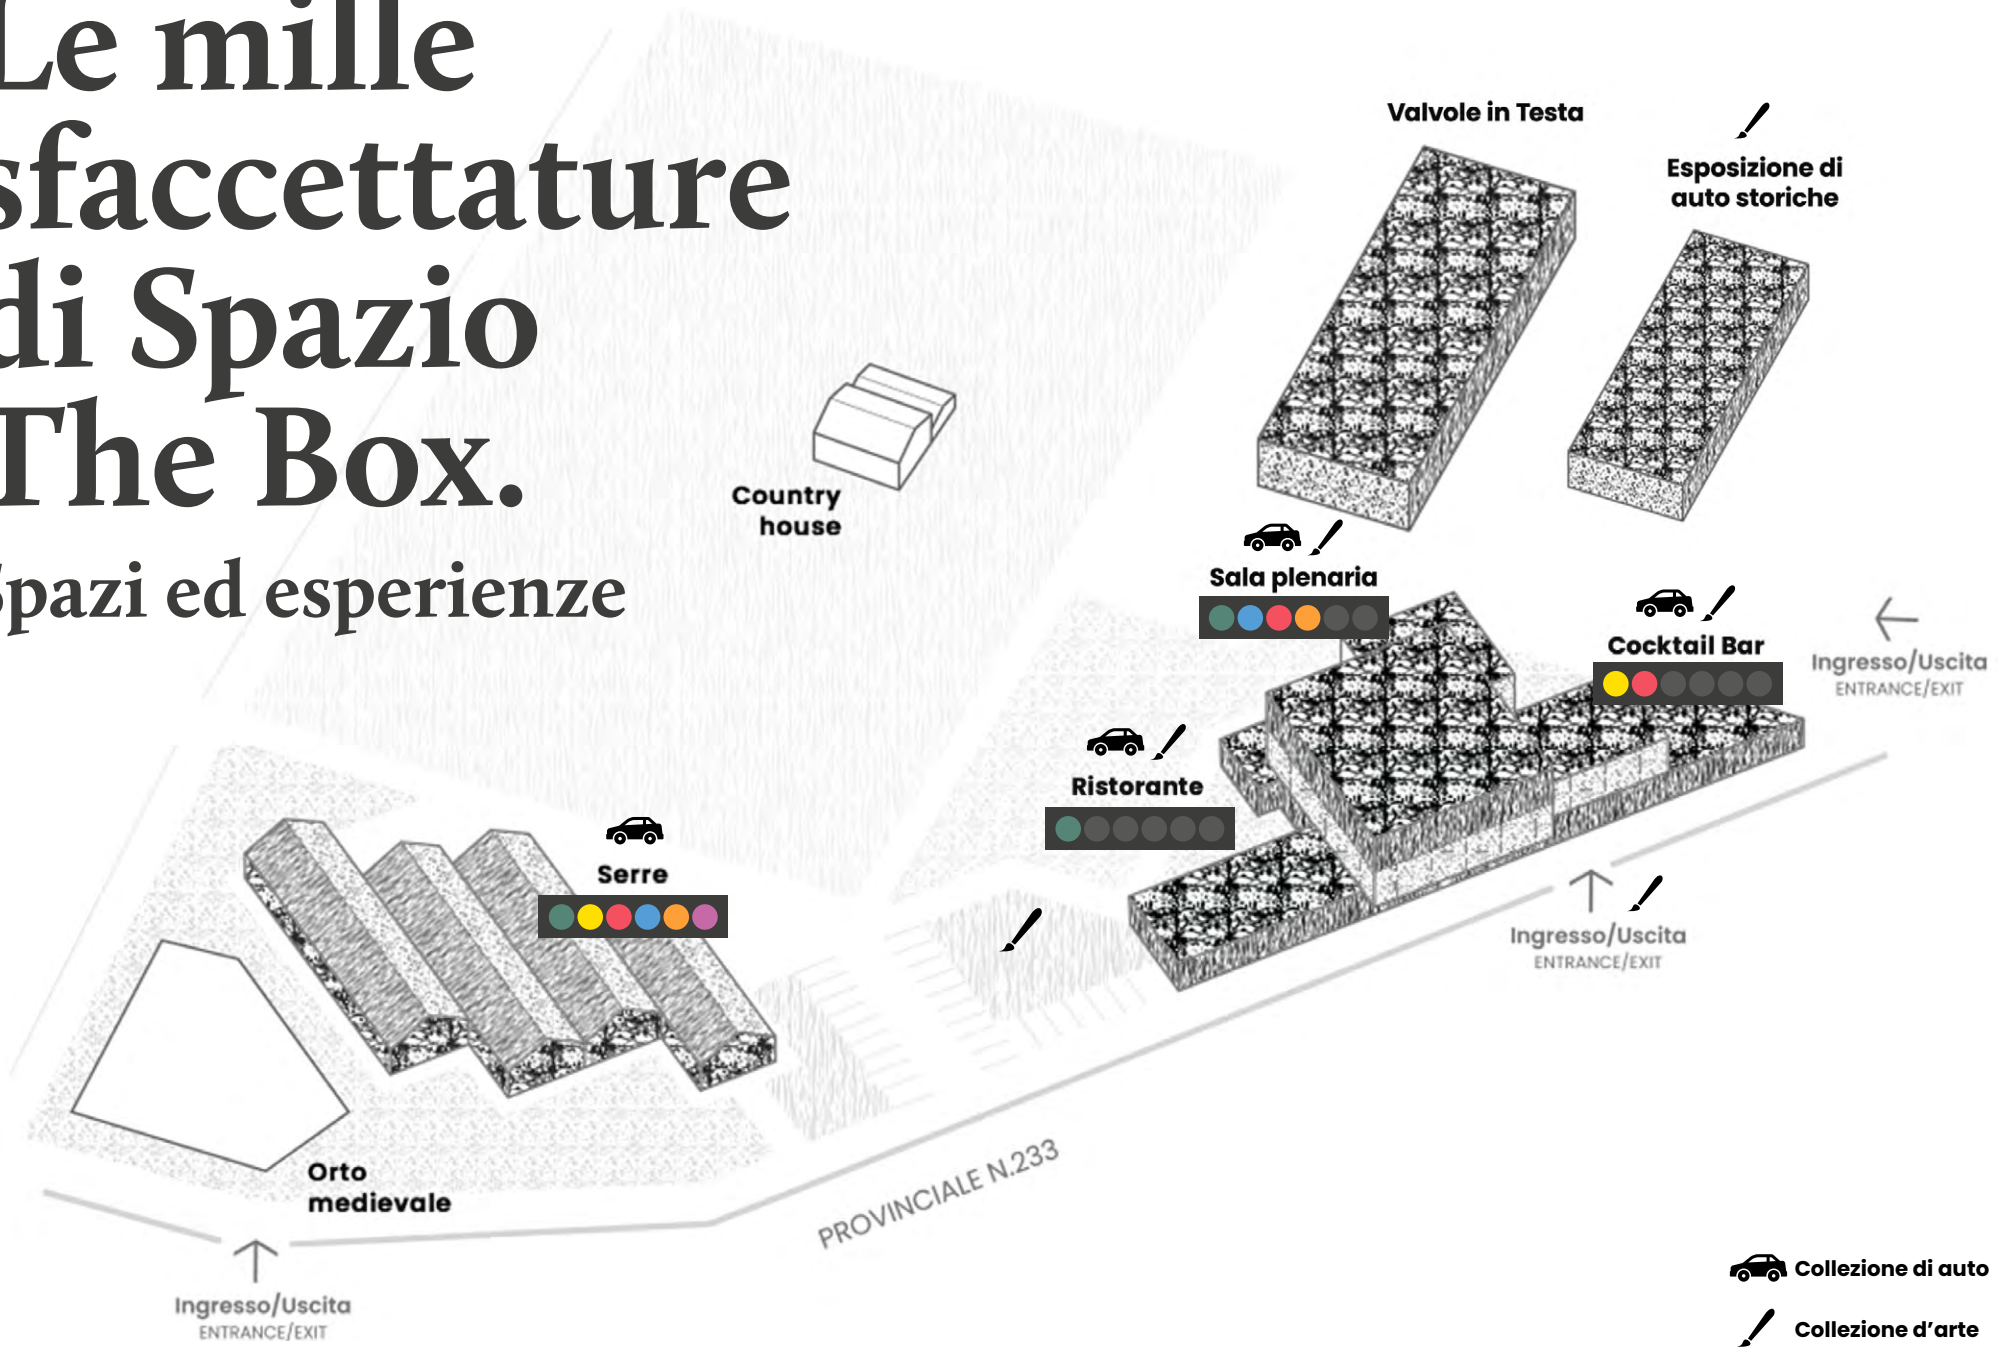 Le mille
sfaccettature
di Spazio
The Box.
Spazi ed esperienze
Valvole in Testa
Esposizione di
auto storiche
Country
house
Sala plenaria
Cocktail Bar
Ingresso/Uscita
ENTRANCE/EXIT
Ristorante
Serre
Ingresso/Uscita
ENTRANCE/EXIT
Orto
medievale
PROVINCIALE N.233
Ingresso/Uscita
ENTRANCE/EXIT
Collezione di auto
Collezione d'arte